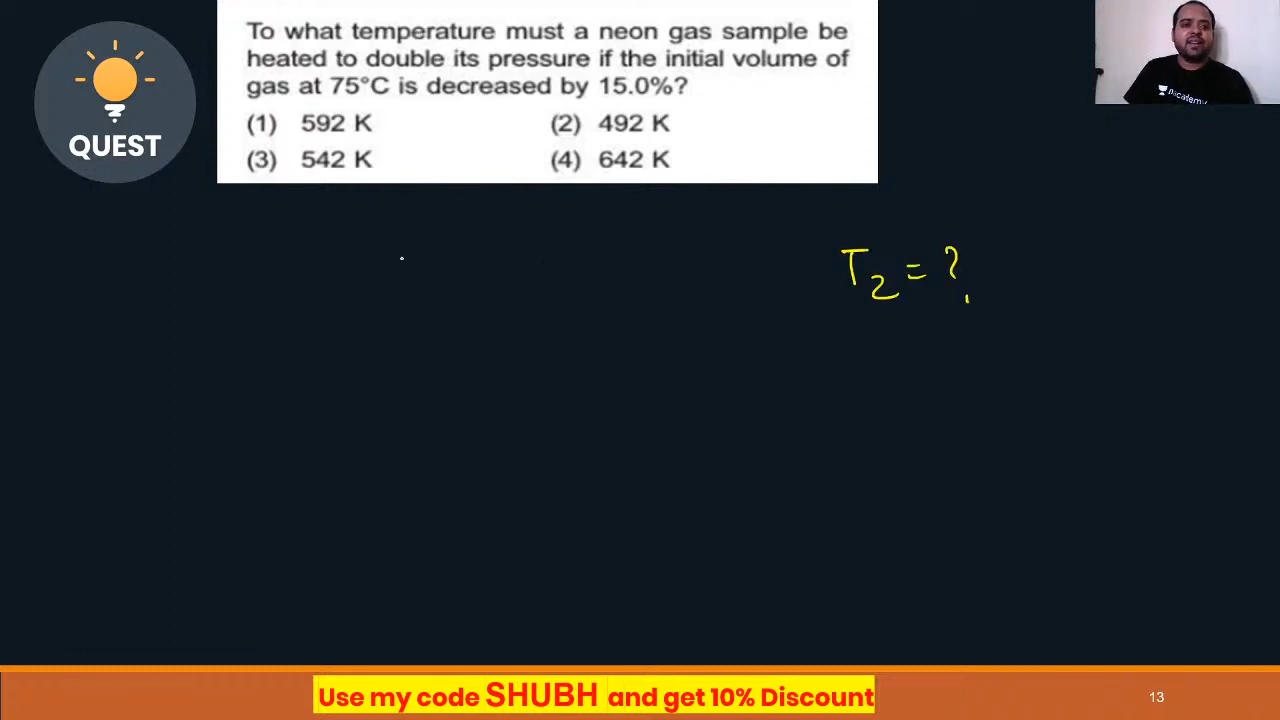 To what temperature must a neon gas sample be
heated to double its pressure if the initial volume of
gas at 75°C is decreased by 15.0%?
(1) 592 K (2) 492 K
(3) 542 K (4) 642 K
QUEST
T₂ = ?
Use my code SHUBH and get 10% Discount
13